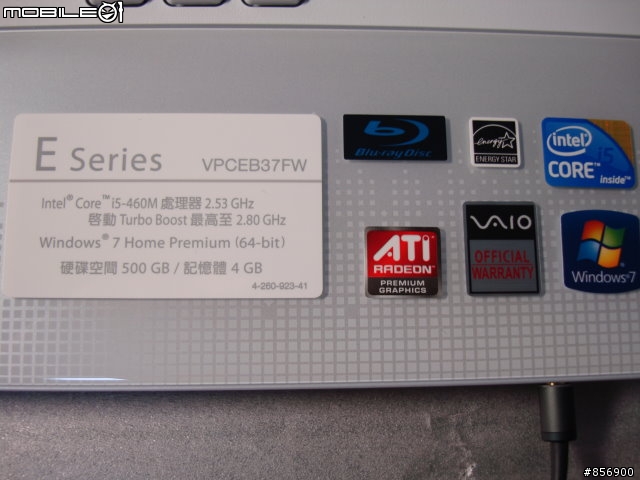 MOBILE01
E Series VPCEB37FW
Intel® Core™ i5-460M 處理器 2.53 GHz
啓動 Turbo Boost 最高至 2.80 GHz
Windows® 7 Home Premium (64-bit)
硬碟空間 500 GB / 記憶體 4 GB
4-260-923-41
Blu-ray Disc
energy
ENERGY STAR
intel
CORE i5
inside™
ATI
RADEON
PREMIUM
GRAPHICS
VAIO
OFFICIAL
WARRANTY
Windows®7
#856900